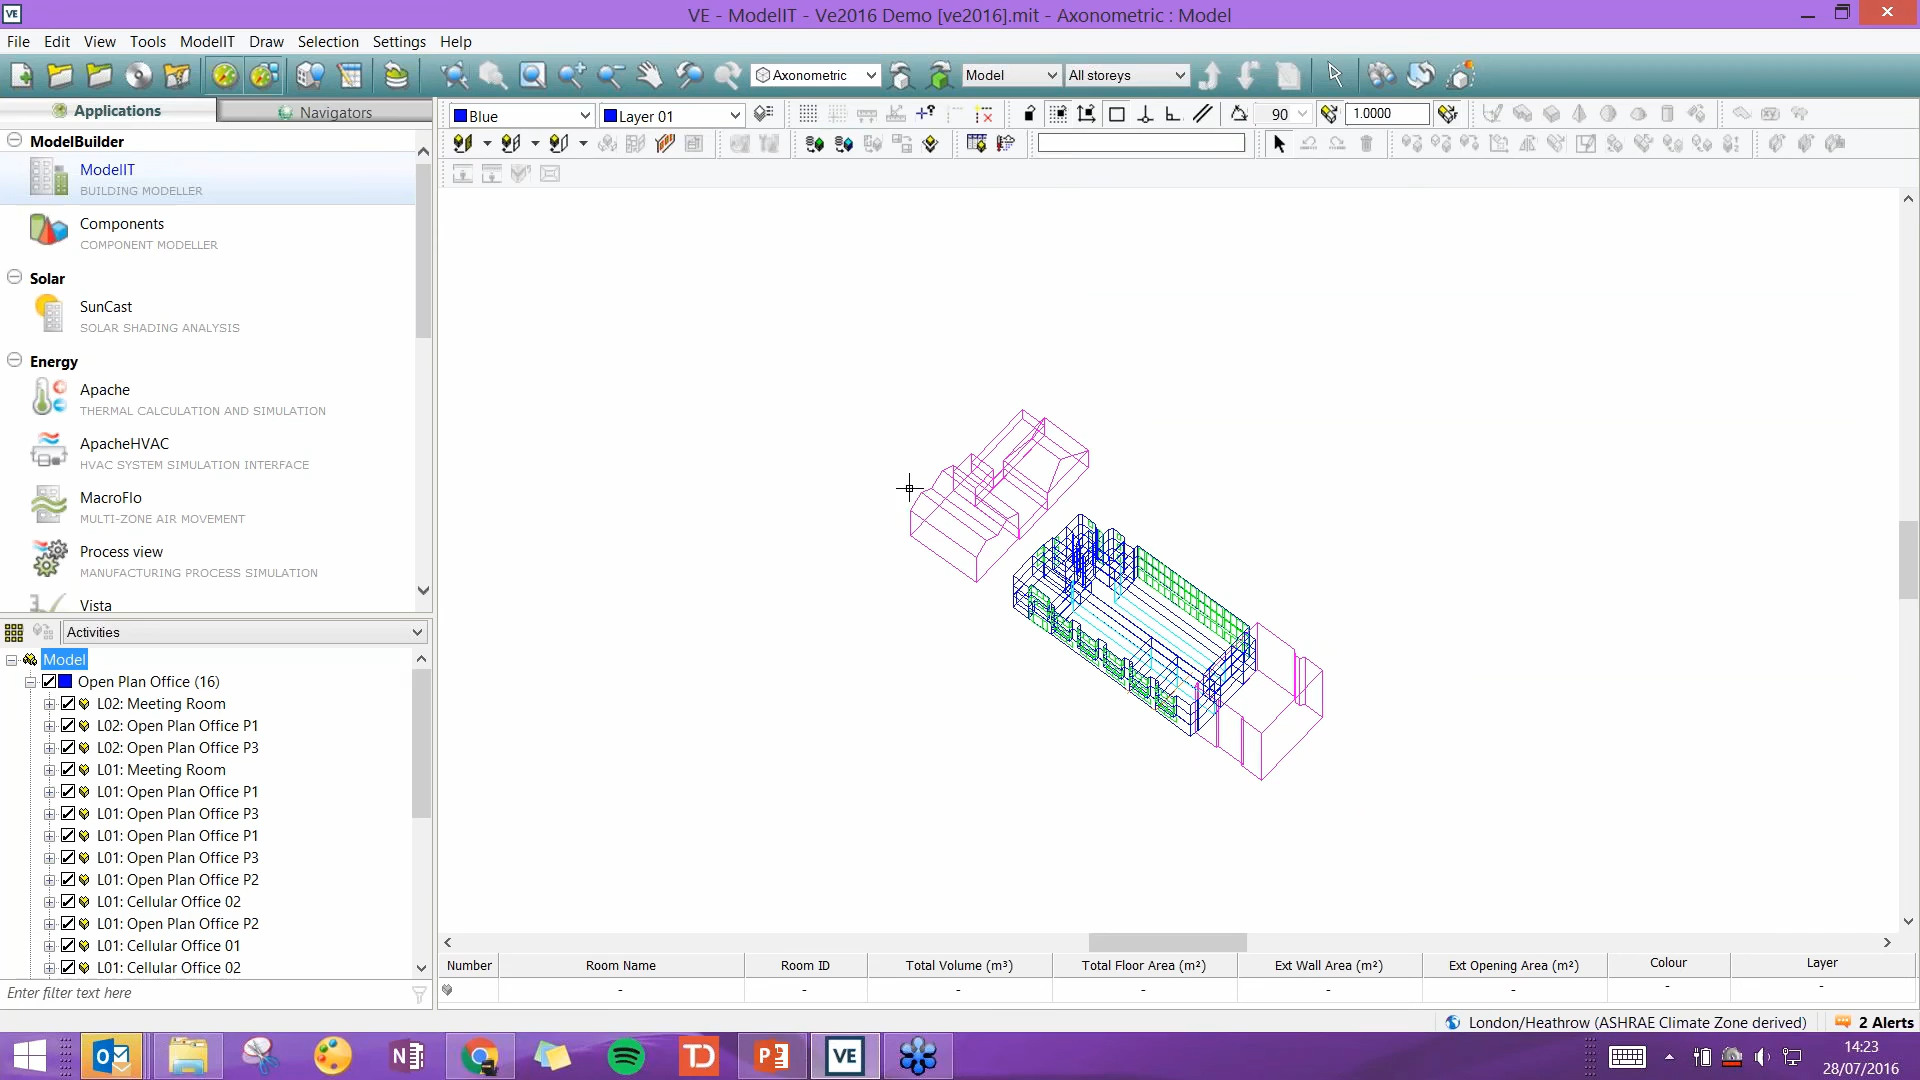 VE
VE - ModelIT - Ve2016 Demo [ve2016].mit - Axonometric : Model
File Edit View Tools ModelIT Draw Selection Settings Help
Axonometric Model All storeys
Applications Navigators
Blue Layer 01 90 1.0000
ModelBuilder
ModelIT
BUILDING MODELLER
Components
COMPONENT MODELLER
Solar
SunCast
SOLAR SHADING ANALYSIS
Energy
Apache
THERMAL CALCULATION AND SIMULATION
ApacheHVAC
HVAC SYSTEM SIMULATION INTERFACE
MacroFlo
MULTI-ZONE AIR MOVEMENT
Process view
MANUFACTURING PROCESS SIMULATION
Vista
Activities
Model
Open Plan Office (16)
L02: Meeting Room
L02: Open Plan Office P1
L02: Open Plan Office P3
L01: Meeting Room
L01: Open Plan Office P1
L01: Open Plan Office P3
L01: Open Plan Office P1
L01: Open Plan Office P3
L01: Open Plan Office P2
L01: Cellular Office 02
L01: Open Plan Office P2
L01: Cellular Office 01
L01: Cellular Office 02
Enter filter text here
Number Room Name Room ID Total Volume (m³) Total Floor Area (m²) Ext Wall Area (m²) Ext Opening Area (m²) Colour Layer
- - - - - - - -
London/Heathrow (ASHRAE Climate Zone derived) 2 Alerts
N TD P VE
14:23
28/07/2016